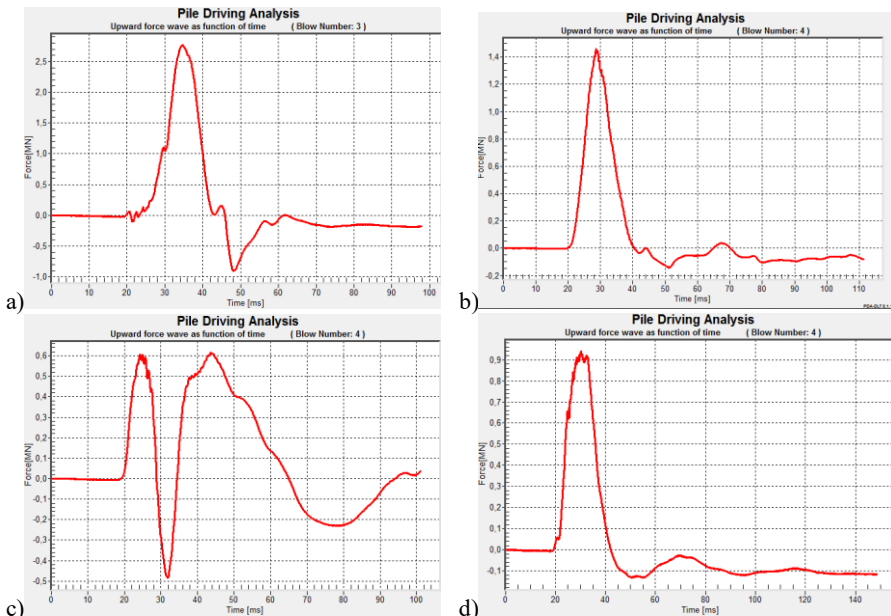 Pile Driving Analysis
Upward force wave as function of time ( Blow Number: 3 )
Force[MN]
2,5
2,0
1,5
1,0
0,5
0,0
-0,5
-1,0
0 10 20 30 40 50 60 70 80 90 100
Time [ms]
a)
Pile Driving Analysis
Upward force wave as function of time ( Blow Number: 4 )
Force[MN]
1,4
1,2
1,0
0,8
0,6
0,4
0,2
0,0
-0,2
0 10 20 30 40 50 60 70 80 90 100 110
Time [ms]
b)
Pile Driving Analysis
Upward force wave as function of time ( Blow Number: 4 )
Force[MN]
0,6
0,5
0,4
0,3
0,2
0,1
0,0
-0,1
-0,2
-0,3
-0,4
-0,5
0 10 20 30 40 50 60 70 80 90 100
Time [ms]
c)
Pile Driving Analysis
Upward force wave as function of time ( Blow Number: 4 )
Force[MN]
0,9
0,8
0,7
0,6
0,5
0,4
0,3
0,2
0,1
0,0
-0,1
0 50 100
Time [ms]
d)